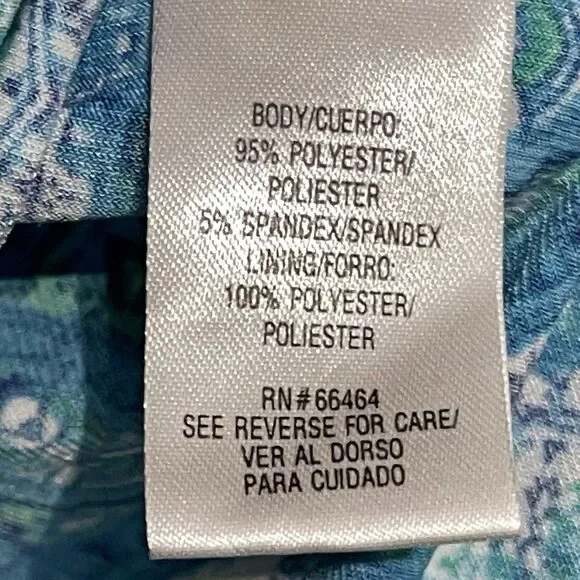 BODY/CUERPO:
95% POLYESTER/
POLIESTER
5% SPANDEX/SPANDEX
LINING/FORRO:
100% POLYESTER/
POLIESTER
RN#66464
SEE REVERSE FOR CARE/
VER AL DORSO
PARA CUIDADO